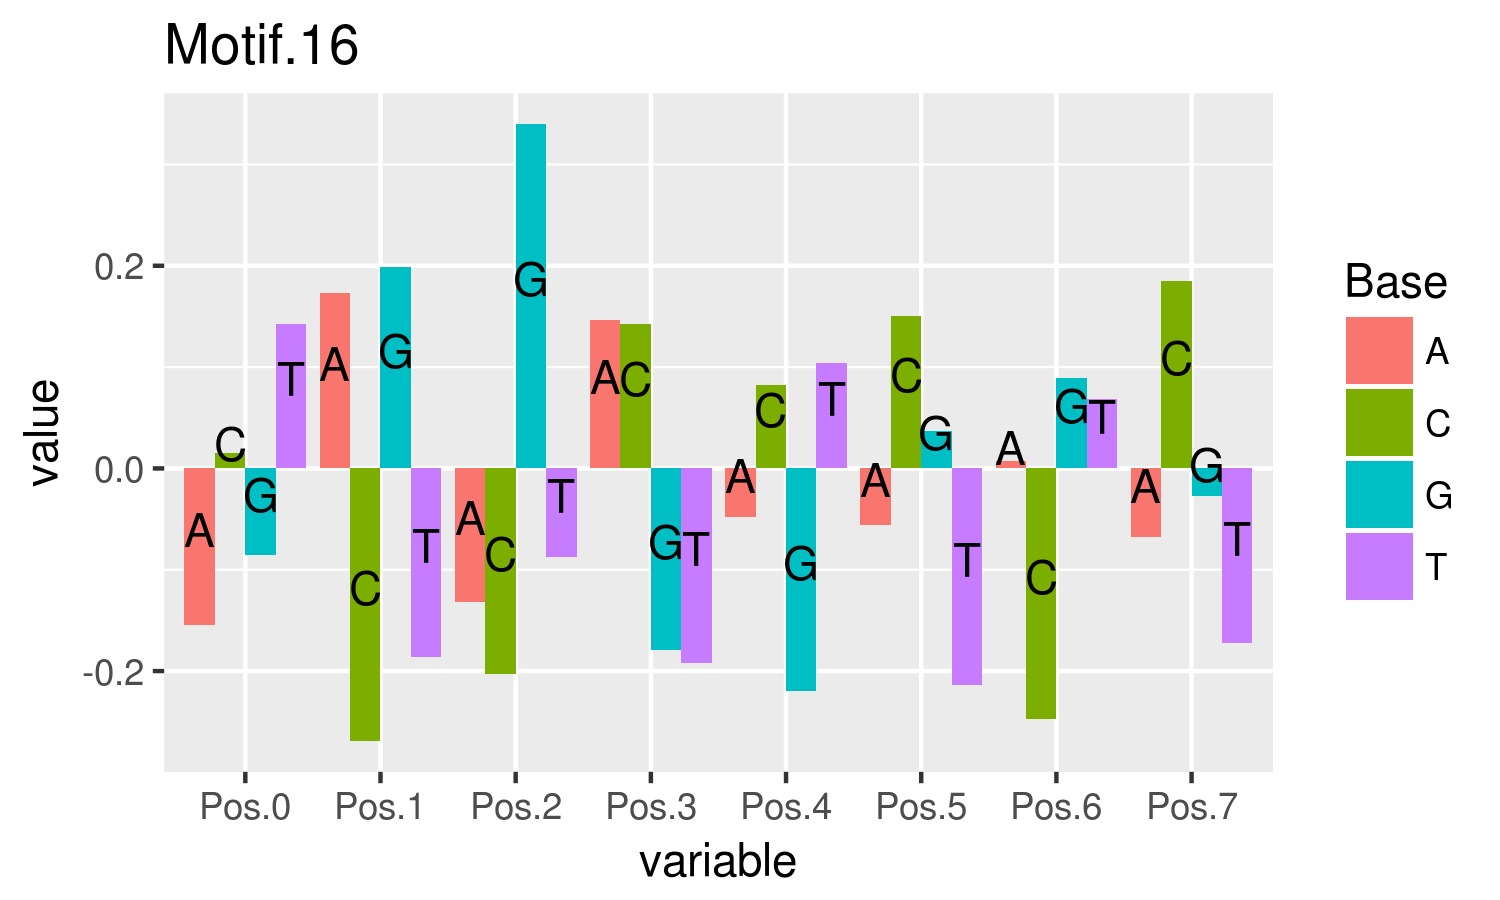 Motif.16
value
0.2
0.0
-0.2
A C G T A C G T A C G T A C G T A C G T A C G T A C G T A C G T
Pos.0 Pos.1 Pos.2 Pos.3 Pos.4 Pos.5 Pos.6 Pos.7
variable
Base
A
C
G
T